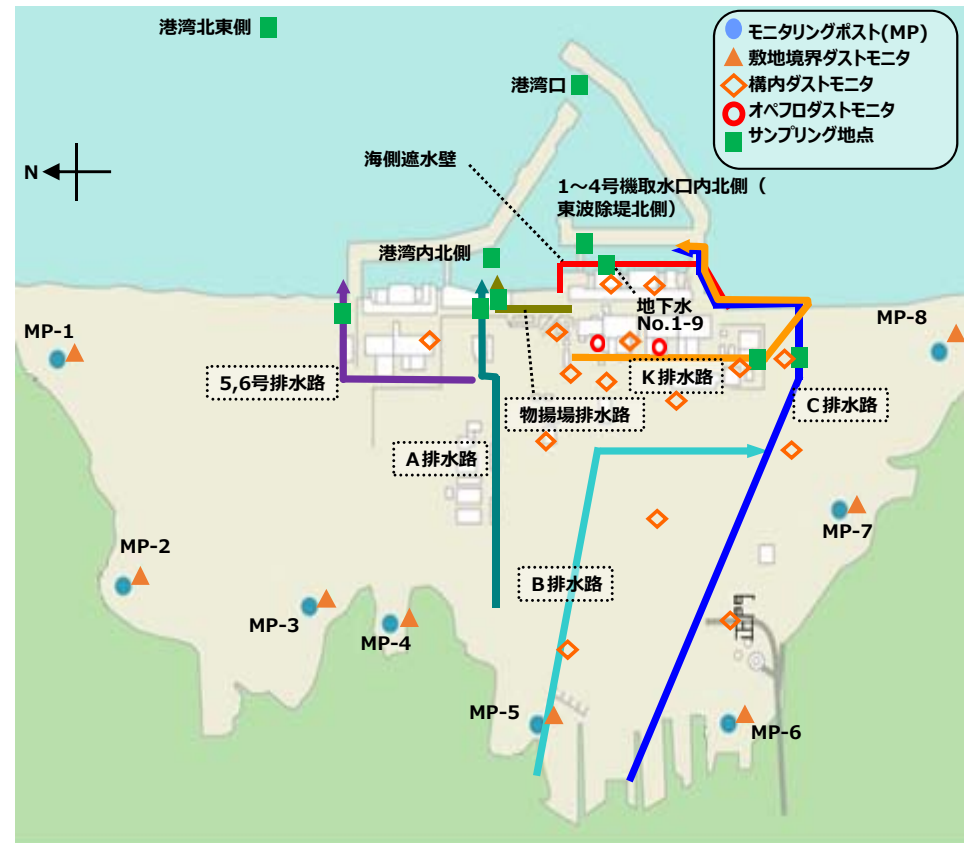 港湾北東側
モニタリングポスト(MP)
敷地境界ダストモニタ
構内ダストモニタ
オペフロダストモニタ
サンプリング地点
港湾口
海側遮水壁
N
1～4号機取水口内北側（
東波除堤北側）
港湾内北側
地下水
No.1-9
MP-1
MP-8
5,6号排水路
K排水路
物揚場排水路
C排水路
A排水路
MP-7
MP-2
B排水路
MP-3
MP-4
MP-5
MP-6